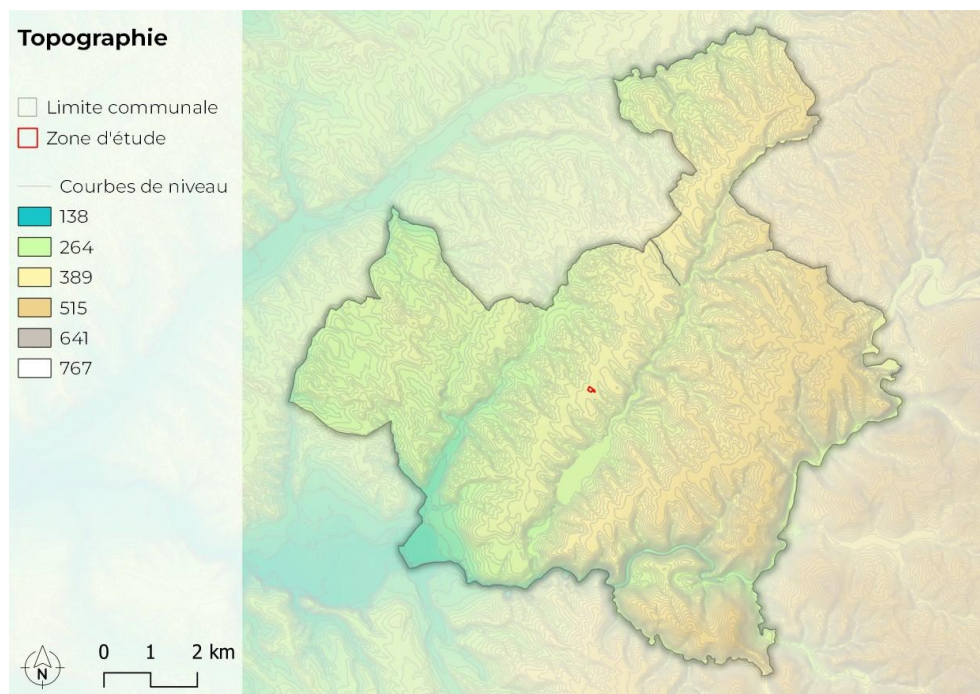 Topographie
Limite communale
Zone d'étude
Courbes de niveau
138
264
389
515
641
767
N
0 1 2 km